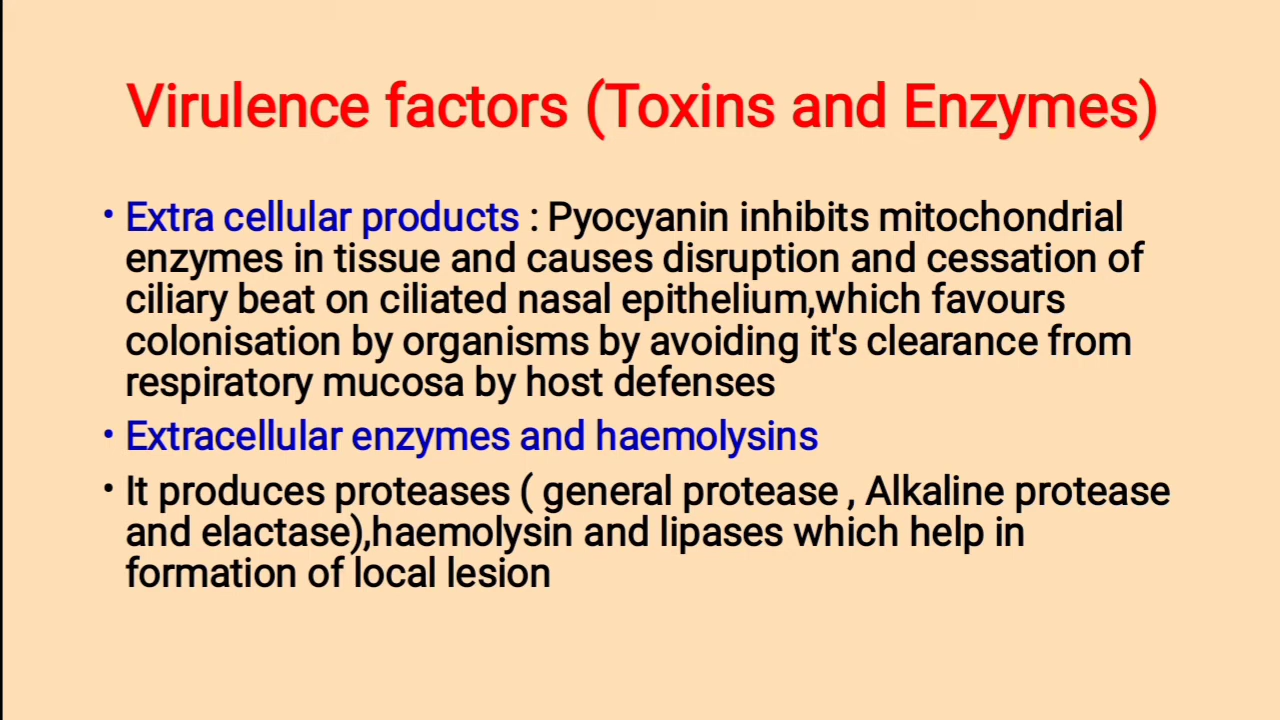 Virulence factors (Toxins and Enzymes)
• Extra cellular products : Pyocyanin inhibits mitochondrial
enzymes in tissue and causes disruption and cessation of
ciliary beat on ciliated nasal epithelium,which favours
colonisation by organisms by avoiding it's clearance from
respiratory mucosa by host defenses
• Extracellular enzymes and haemolysins
• It produces proteases ( general protease , Alkaline protease
and elactase),haemolysin and lipases which help in
formation of local lesion